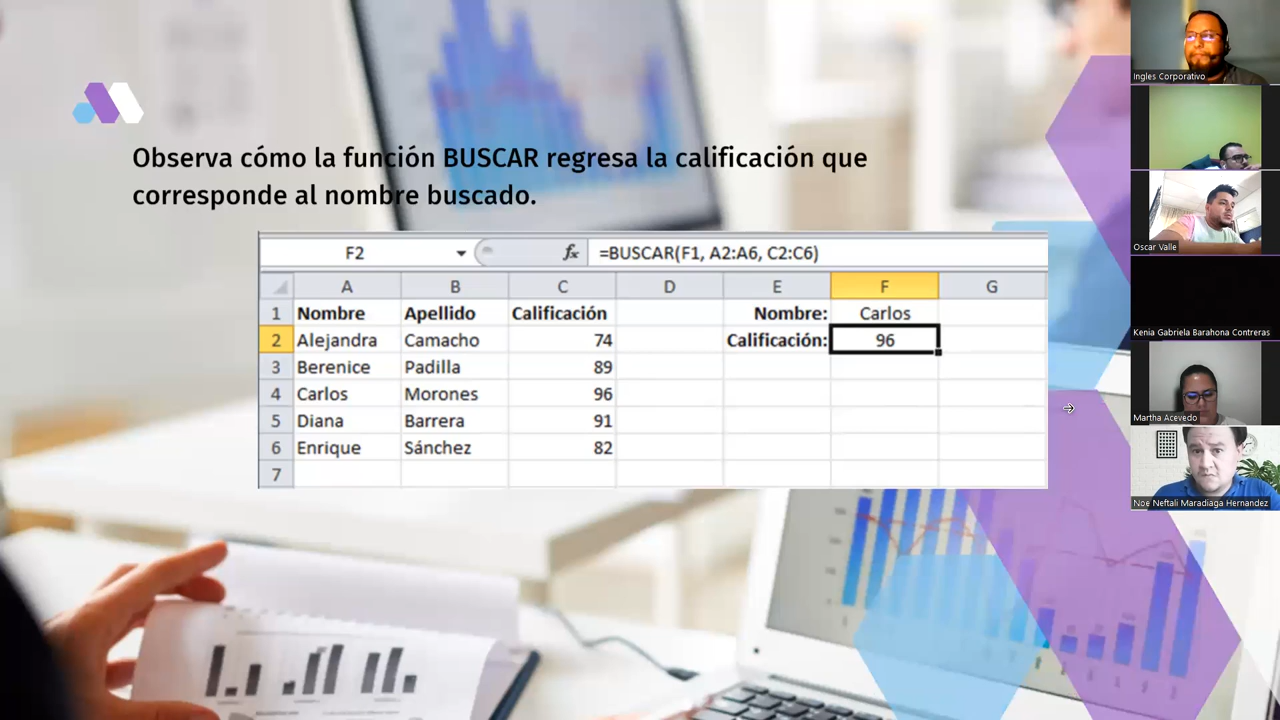 Observa cómo la función BUSCAR regresa la calificación que
corresponde al nombre buscado.
F2 fx =BUSCAR(F1, A2:A6, C2:C6)
A B C D E F G
1 Nombre Apellido Calificación Nombre: Carlos
2 Alejandra Camacho 74 Calificación: 96
3 Berenice Padilla 89
4 Carlos Morones 96
5 Diana Barrera 91
6 Enrique Sánchez 82
7
Ingles Corporativo
Oscar Valle
Kenia Gabriela Barahona Contreras
Martha Acevedo
Noe Neftali Maradiaga Hernandez